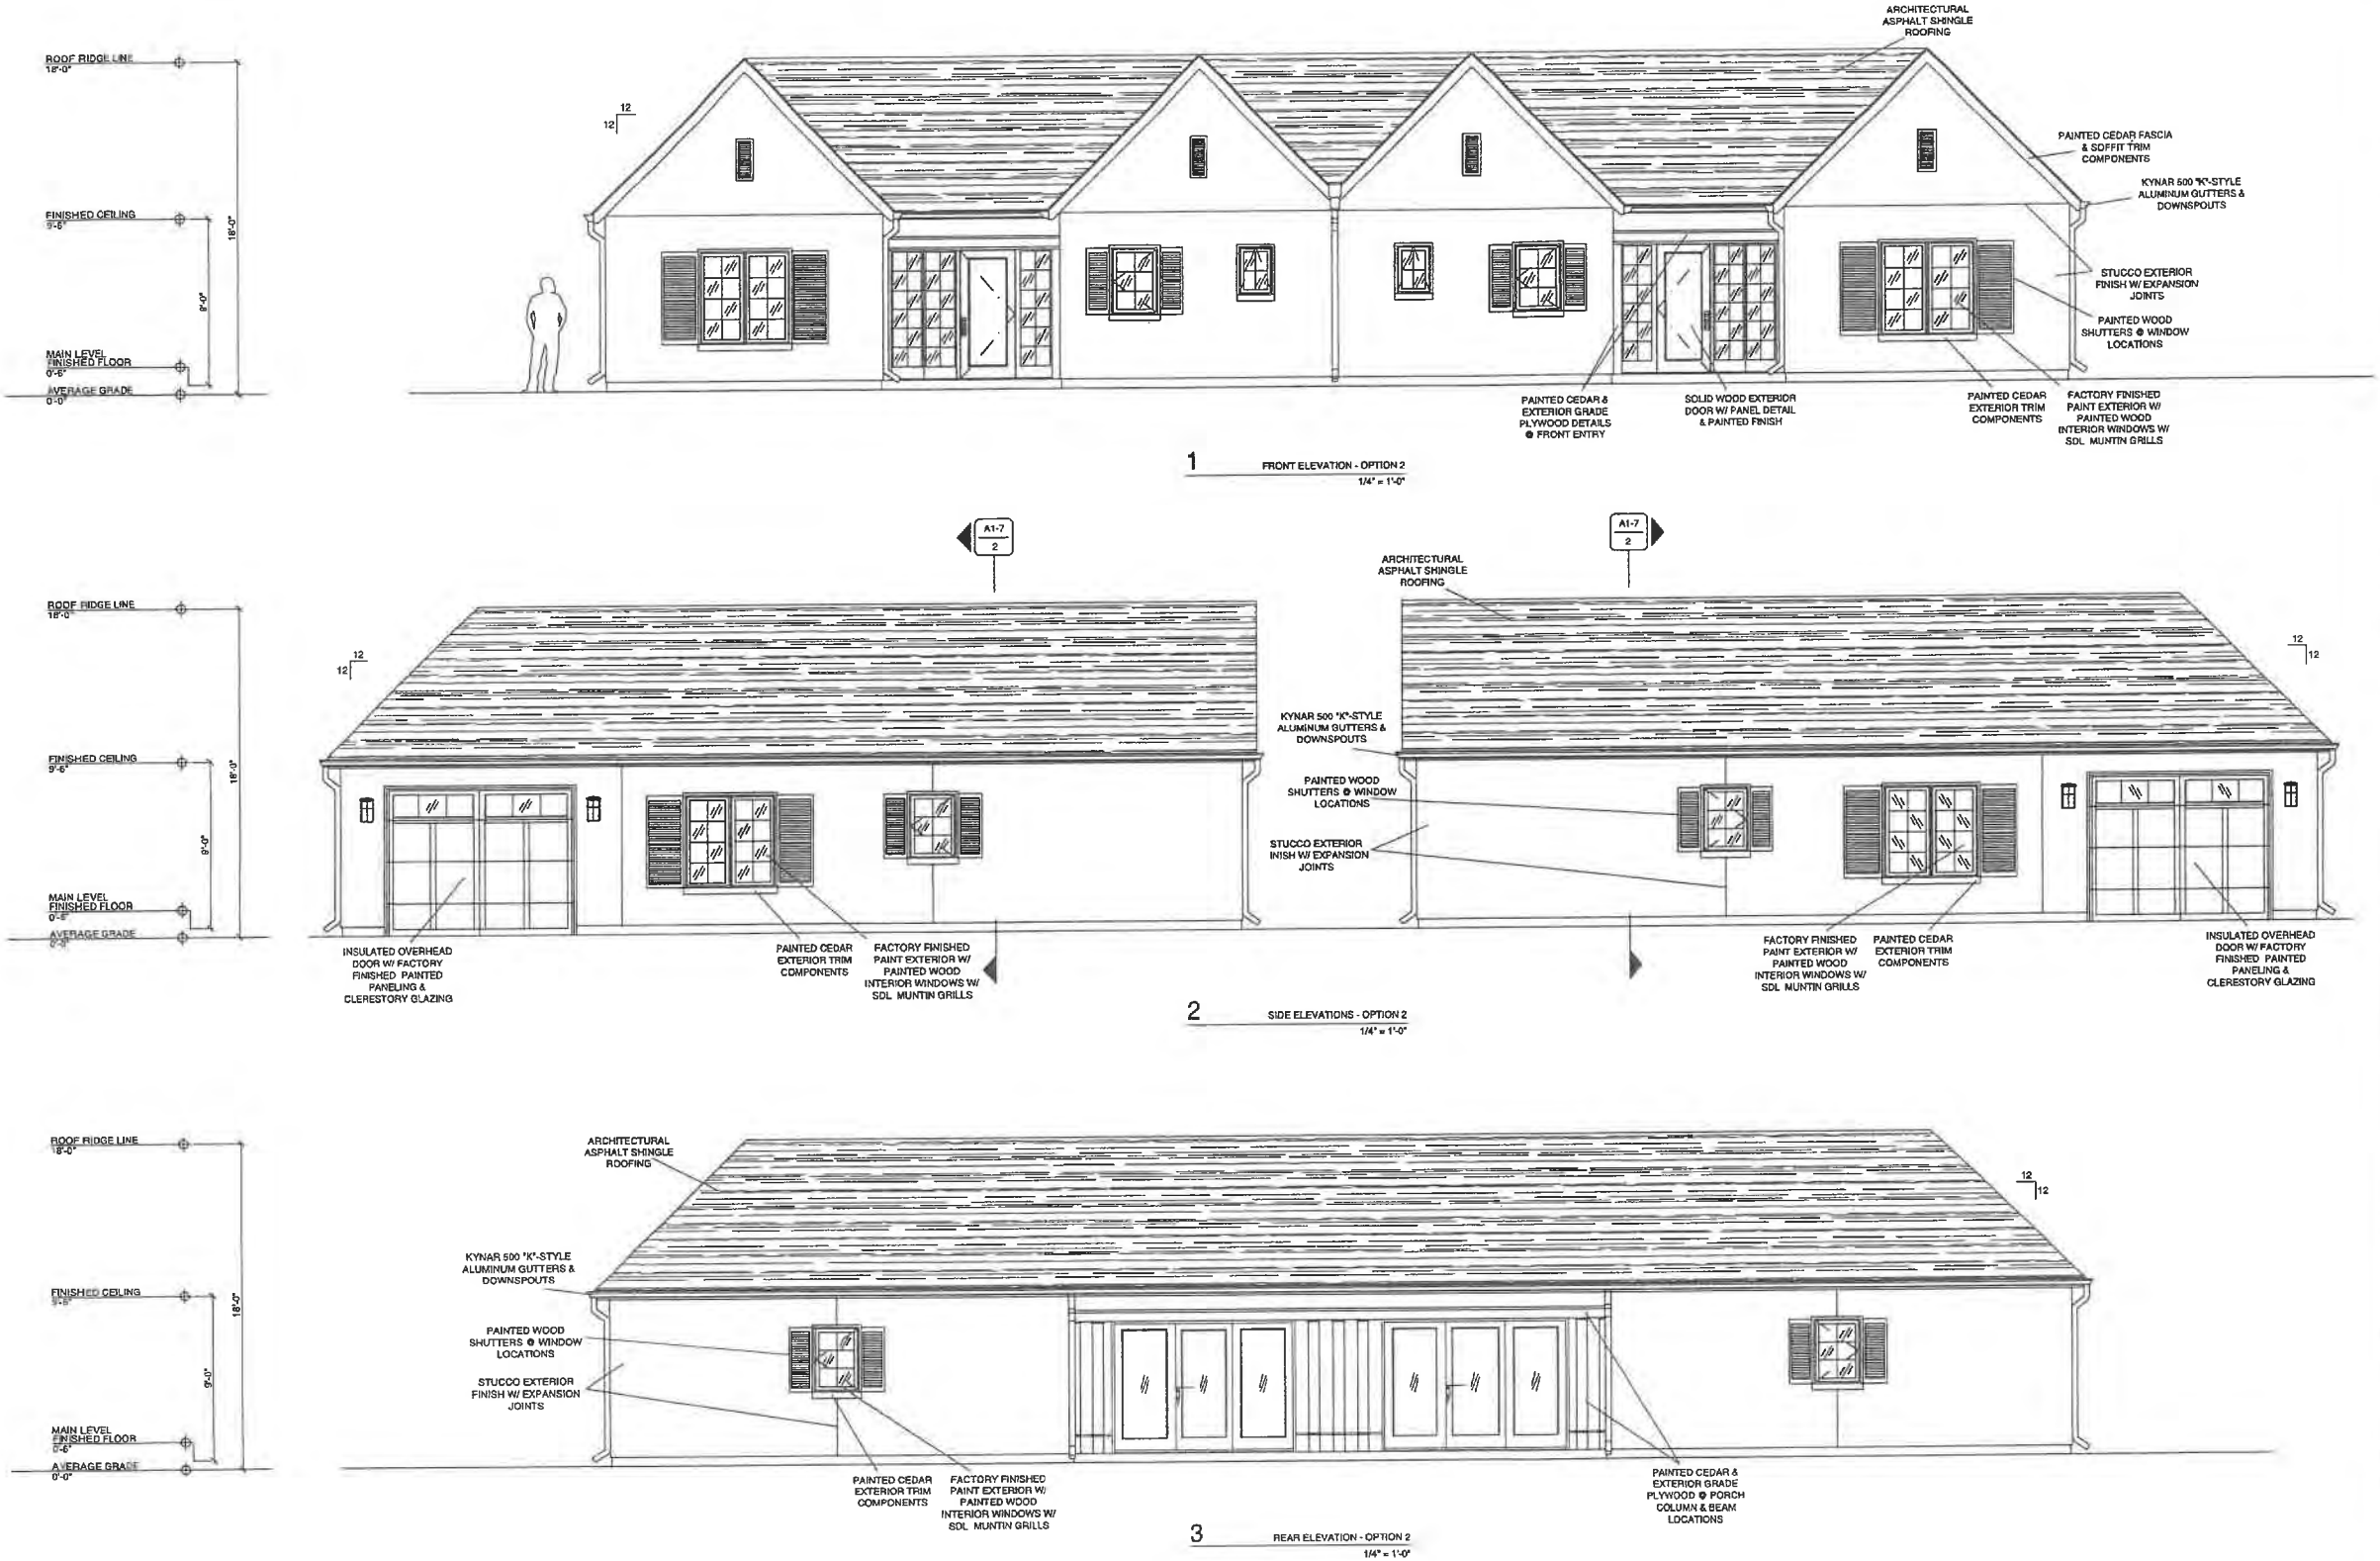 ARCHITECTURAL
ASPHALT SHINGLE
ROOFING
ROOF RIDGE LINE
18'-0"
12
12
PAINTED CEDAR FASCIA
& SOFFIT TRIM
COMPONENTS
KYNAR 500 "K"-STYLE
ALUMINUM GUTTERS &
DOWNSPOUTS
FINISHED CEILING
9'-6"
18'-0"
9'-0"
STUCCO EXTERIOR
FINISH W/ EXPANSION
JOINTS
PAINTED WOOD
SHUTTERS @ WINDOW
LOCATIONS
MAIN LEVEL
FINISHED FLOOR
0'-6"
AVERAGE GRADE
0'-0"
PAINTED CEDAR &
EXTERIOR GRADE
PLYWOOD DETAILS
@ FRONT ENTRY
SOLID WOOD EXTERIOR
DOOR W/ PANEL DETAIL
& PAINTED FINISH
PAINTED CEDAR
EXTERIOR TRIM
COMPONENTS
FACTORY FINISHED
PAINT EXTERIOR W/
PAINTED WOOD
INTERIOR WINDOWS W/
SDL MUNTIN GRILLS
1
FRONT ELEVATION - OPTION 2
1/4" = 1'-0"
A1-7
2
A1-7
2
ARCHITECTURAL
ASPHALT SHINGLE
ROOFING
ROOF RIDGE LINE
18'-0"
12
12
12
12
KYNAR 500 "K"-STYLE
ALUMINUM GUTTERS &
DOWNSPOUTS
FINISHED CEILING
9'-6"
18'-0"
9'-0"
PAINTED WOOD
SHUTTERS @ WINDOW
LOCATIONS
STUCCO EXTERIOR
INISH W/ EXPANSION
JOINTS
MAIN LEVEL
FINISHED FLOOR
0'-6"
AVERAGE GRADE
0'-0"
INSULATED OVERHEAD
DOOR W/ FACTORY
FINISHED PAINTED
PANELING &
CLERESTORY GLAZING
PAINTED CEDAR
EXTERIOR TRIM
COMPONENTS
FACTORY FINISHED
PAINT EXTERIOR W/
PAINTED WOOD
INTERIOR WINDOWS W/
SDL MUNTIN GRILLS
FACTORY FINISHED
PAINT EXTERIOR W/
PAINTED WOOD
INTERIOR WINDOWS W/
SDL MUNTIN GRILLS
PAINTED CEDAR
EXTERIOR TRIM
COMPONENTS
INSULATED OVERHEAD
DOOR W/ FACTORY
FINISHED PAINTED
PANELING &
CLERESTORY GLAZING
2
SIDE ELEVATIONS - OPTION 2
1/4" = 1'-0"
ROOF RIDGE LINE
18'-0"
ARCHITECTURAL
ASPHALT SHINGLE
ROOFING
12
12
KYNAR 500 "K"-STYLE
ALUMINUM GUTTERS &
DOWNSPOUTS
FINISHED CEILING
9'-6"
18'-0"
9'-0"
PAINTED WOOD
SHUTTERS @ WINDOW
LOCATIONS
STUCCO EXTERIOR
FINISH W/ EXPANSION
JOINTS
MAIN LEVEL
FINISHED FLOOR
0'-6"
AVERAGE GRADE
0'-0"
PAINTED CEDAR
EXTERIOR TRIM
COMPONENTS
FACTORY FINISHED
PAINT EXTERIOR W/
PAINTED WOOD
INTERIOR WINDOWS W/
SDL MUNTIN GRILLS
PAINTED CEDAR &
EXTERIOR GRADE
PLYWOOD @ PORCH
COLUMN & BEAM
LOCATIONS
3
REAR ELEVATION - OPTION 2
1/4" = 1'-0"